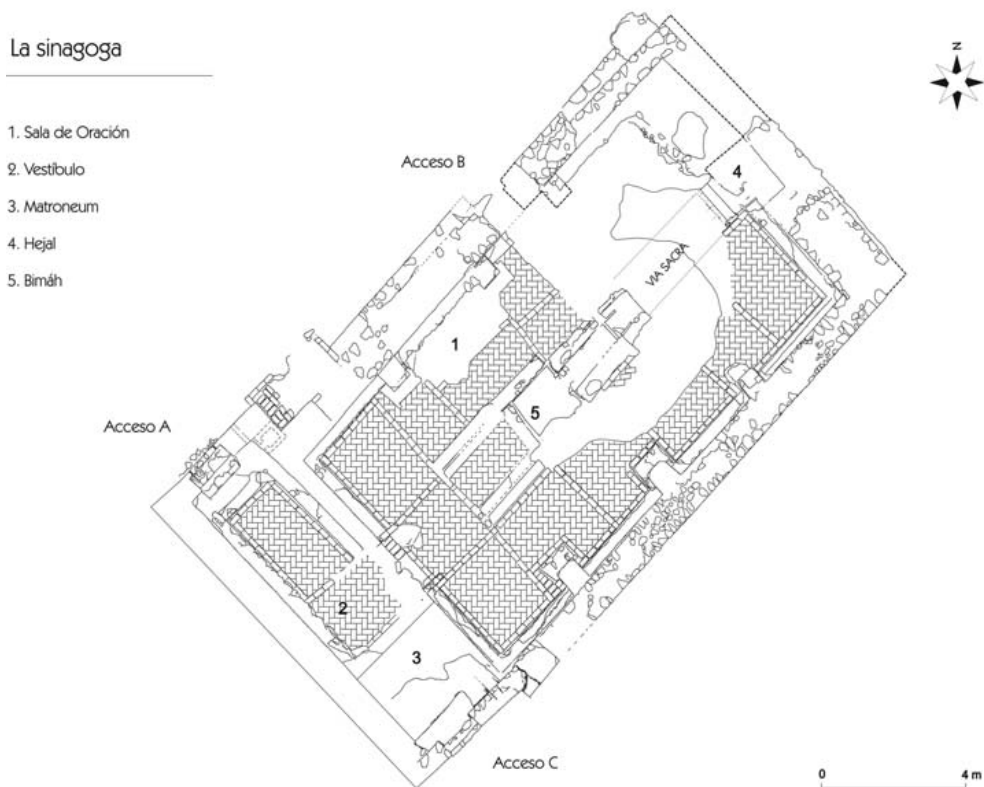 La sinagoga
1. Sala de Oración
2. Vestíbulo
3. Matroneum
4. Hejal
5. Bimáh
N
Acceso B
4
VIA SACRA
1
5
Acceso A
2
3
Acceso C
0 4 m